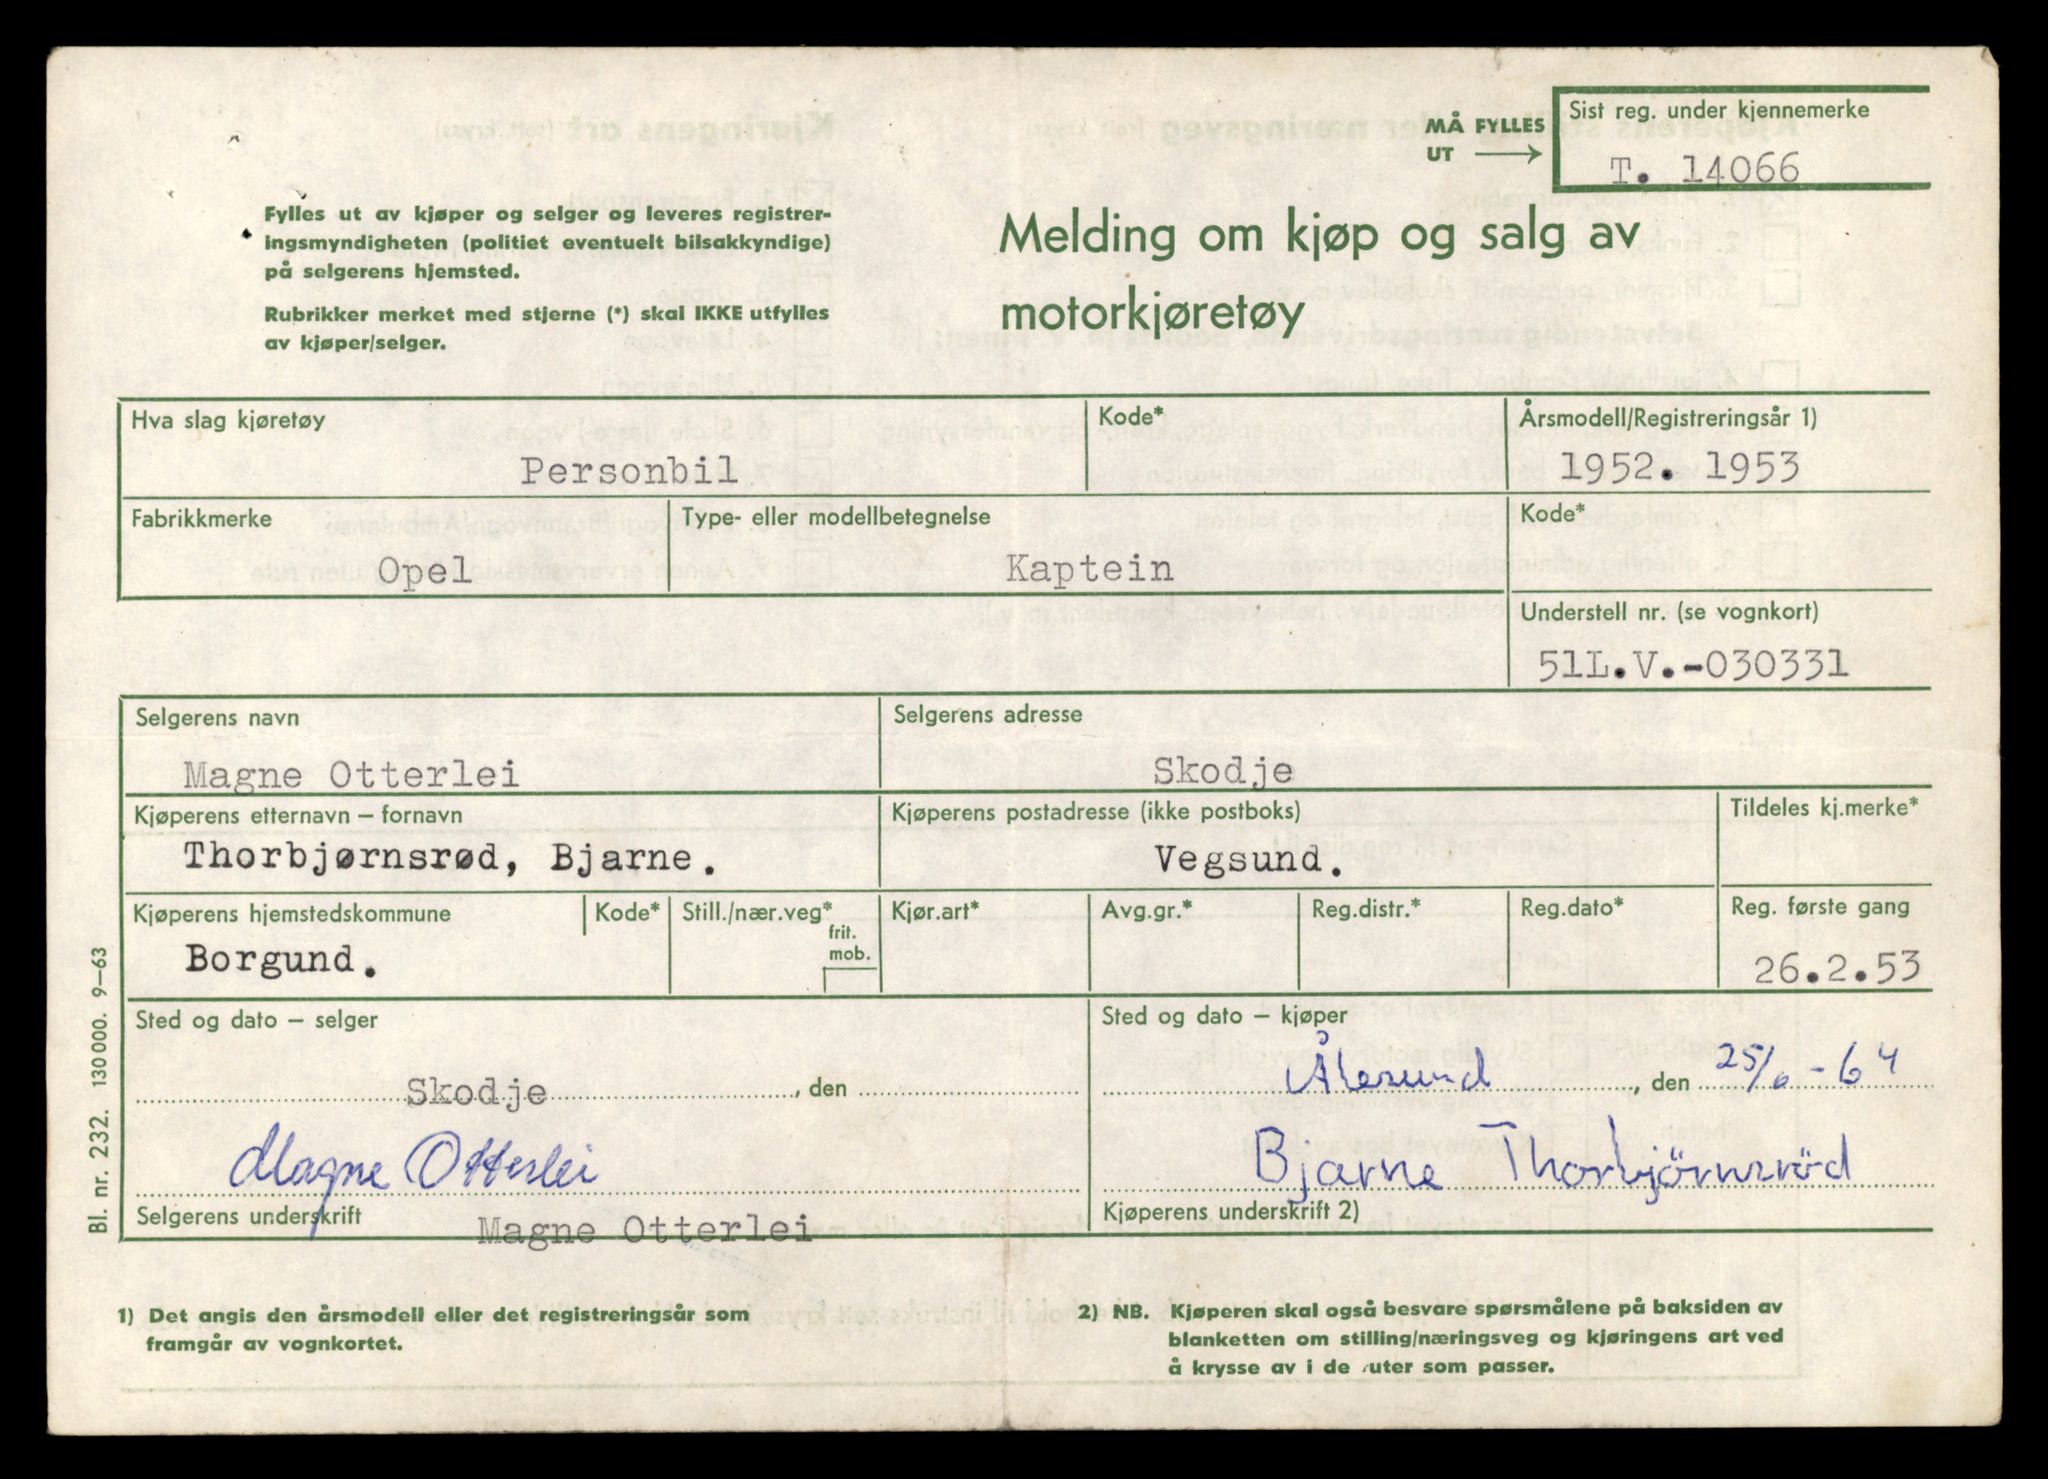 MÅ FYLLES
UT
Sist reg. under kjennemerke
T. 14066
Fylles ut av kjøper og selger og leveres registrer-
ingsmyndigheten (politiet eventuelt bilsakkyndige)
på selgerens hjemsted.
Rubrikker merket med stjerne (*) skal IKKE utfylles
av kjøper/selger.
Melding om kjøp og salg av
motorkjøretøy
Hva slag kjøretøy
Kode*
Årsmodell/Registreringsår 1)
Personbil
1952. 1953
Fabrikkmerke
Type- eller modellbetegnelse
Kode*
Opel
Kaptein
Understell nr. (se vognkort)
51L.V.-030331
Selgerens navn
Selgerens adresse
Magne Otterlei
Skodje
Kjøperens etternavn – fornavn
Kjøperens postadresse (ikke postboks)
Tildeles kj.merke*
Thorbjørnsrød, Bjarne.
Vegsund.
Kjøperens hjemstedskommune
Kode*
Still./nær.veg*
frit.
mob.
Kjør.art*
Avg.gr.*
Reg.distr.*
Reg.dato*
Reg. første gang
Borgund.
26.2.53
Sted og dato – selger
Sted og dato – kjøper
Skodje, den
Ålesund, den 25/6 - 64
Magne Otterlei
Bjarne Thorbjørnsröd
Selgerens underskrift
Magne Otterlei
Kjøperens underskrift 2)
Bl. nr. 232. 130 000. 9–63
1) Det angis den årsmodell eller det registreringsår som
framgår av vognkortet.
2) NB. Kjøperen skal også besvare spørsmålene på baksiden av
blanketten om stilling/næringsveg og kjøringens art ved
å krysse av i de ruter som passer.